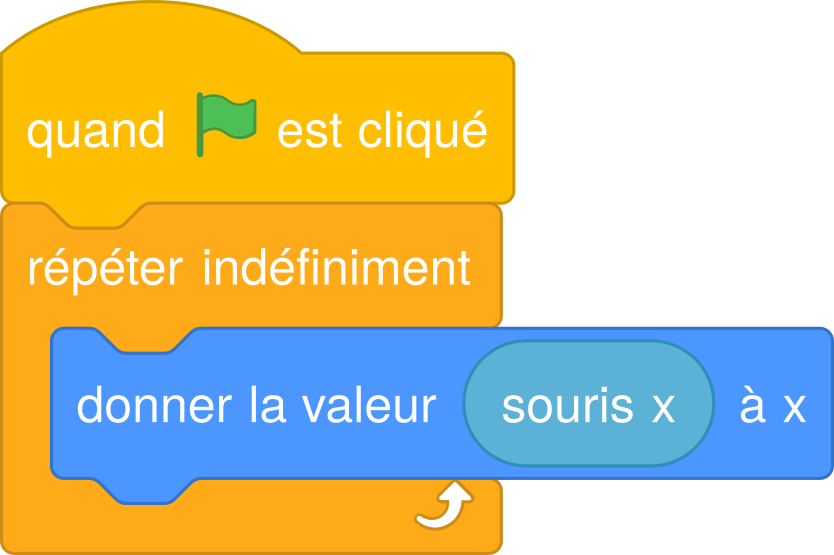 quand est cliqué
répéter indéfiniment
donner la valeur souris x à x